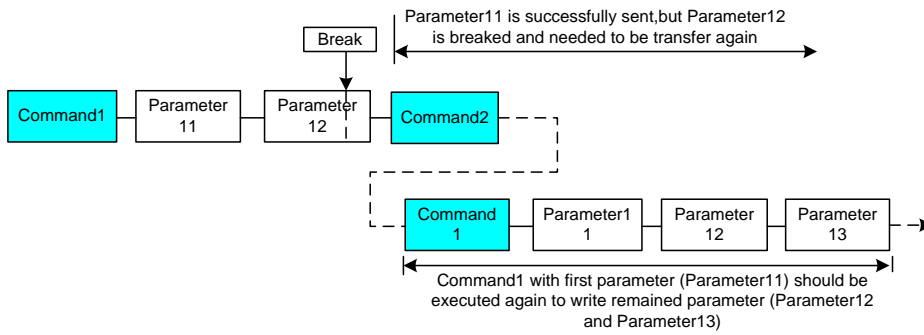 Parameter11 is successfully sent,but Parameter12
is breaked and needed to be transfer again
Break
Command1
Parameter
11
Parameter
12
Command2
Command
1
Parameter1
1
Parameter
12
Parameter
13
Command1 with first parameter (Parameter11) should be
executed again to write remained parameter (Parameter12
and Parameter13)